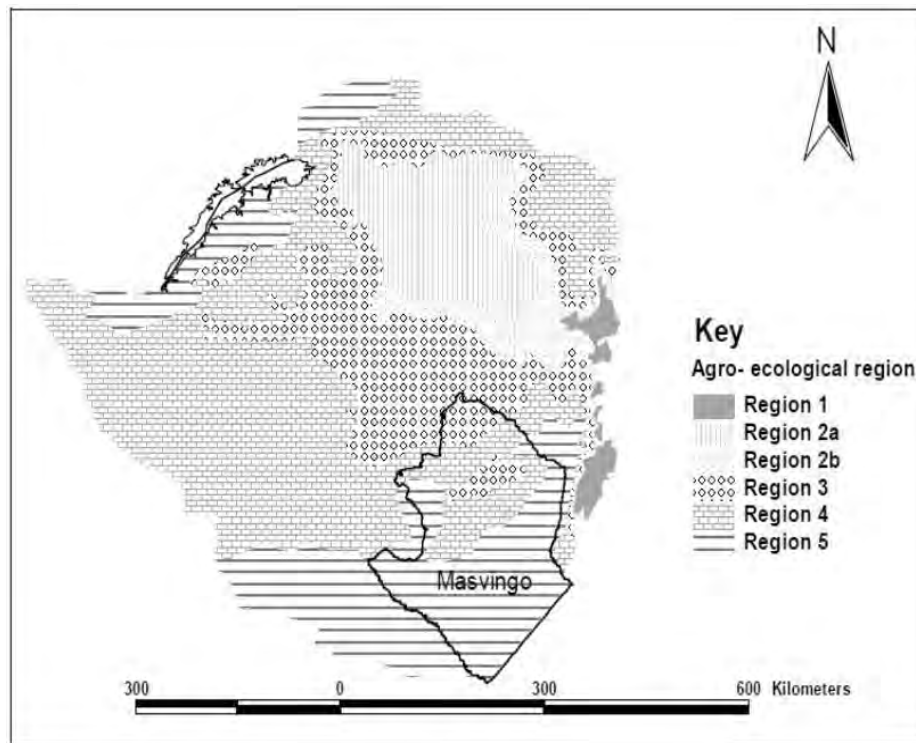 N
Key
Agro- ecological region
Region 1
Region 2a
Region 2b
Region 3
Region 4
Region 5
Masvingo
300 0 300 600 Kilometers